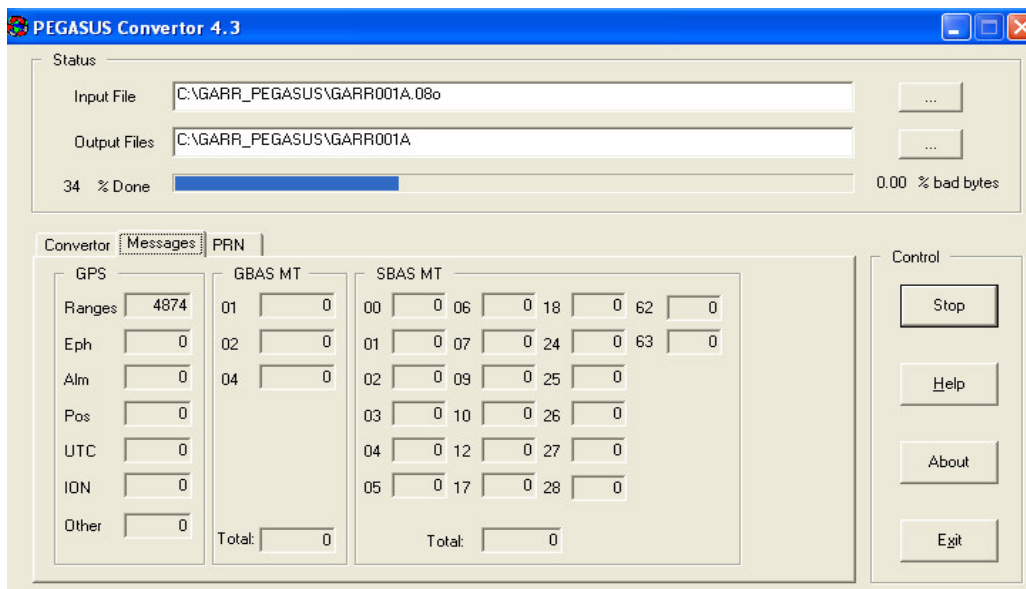 PEGASUS Convertor 4.3
Status
Input File C:\GARR_PEGASUS\GARR001A.08o ...
Output Files C:\GARR_PEGASUS\GARR001A ...
34 % Done 0.00 % bad bytes
Convertor Messages PRN
Control
GPS GBAS MT SBAS MT
Ranges 4874 01 0 00 0 06 0 18 0 62 0 Stop
Eph 0 02 0 01 0 07 0 24 0 63 0
Alm 0 04 0 02 0 09 0 25 0 Help
Pos 0 03 0 10 0 26 0
UTC 0 04 0 12 0 27 0 About
ION 0 05 0 17 0 28 0
Other 0 Total: 0 Total: 0 Exit